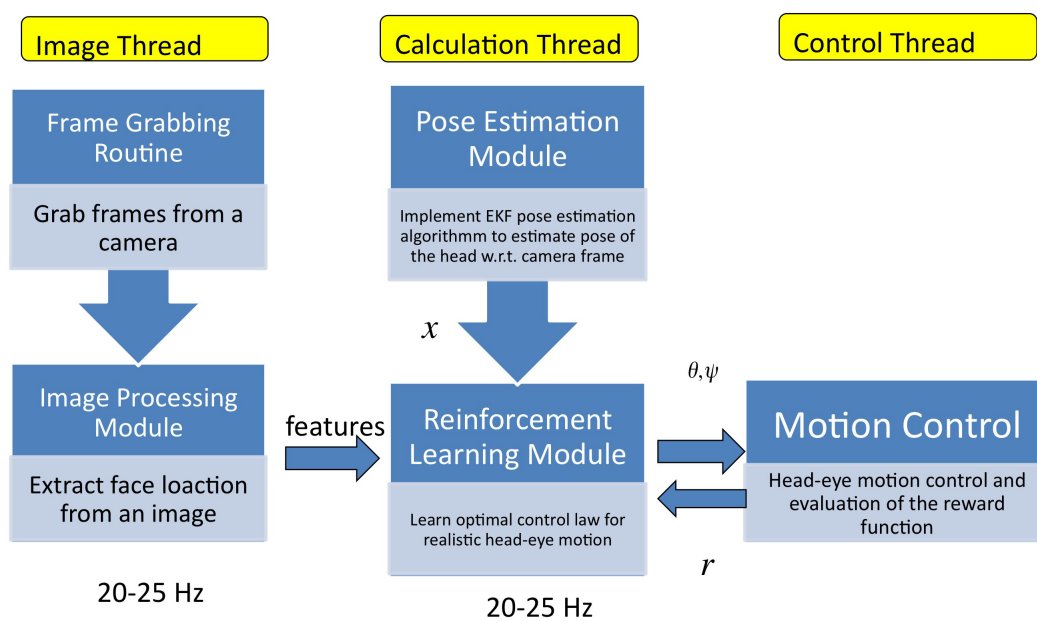 Image Thread
Calculation Thread
Control Thread
Frame Grabbing
Routine
Grab frames from a
camera
Pose Estimation
Module
Implement EKF pose estimation
algorithmm to estimate pose of
the head w.r.t. camera frame
x
Image Processing
Module
Extract face loaction
from an image
features
Reinforcement
Learning Module
Learn optimal control law for
realistic head-eye motion
θ,ψ
Motion Control
Head-eye motion control and
evaluation of the reward
function
r
20-25 Hz
20-25 Hz